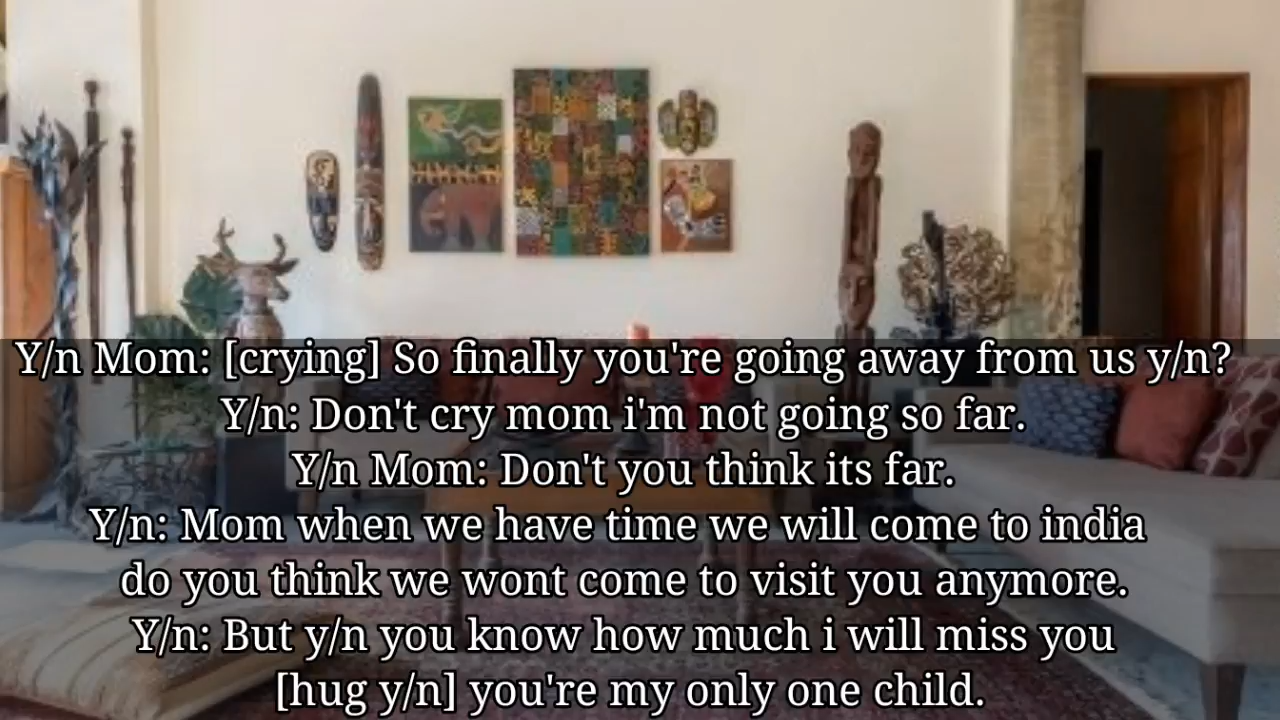 Y/n Mom: [crying] So finally you're going away from us y/n?
Y/n: Don't cry mom i'm not going so far.
Y/n Mom: Don't you think its far.
Y/n: Mom when we have time we will come to india
do you think we wont come to visit you anymore.
Y/n: But y/n you know how much i will miss you
[hug y/n] you're my only one child.